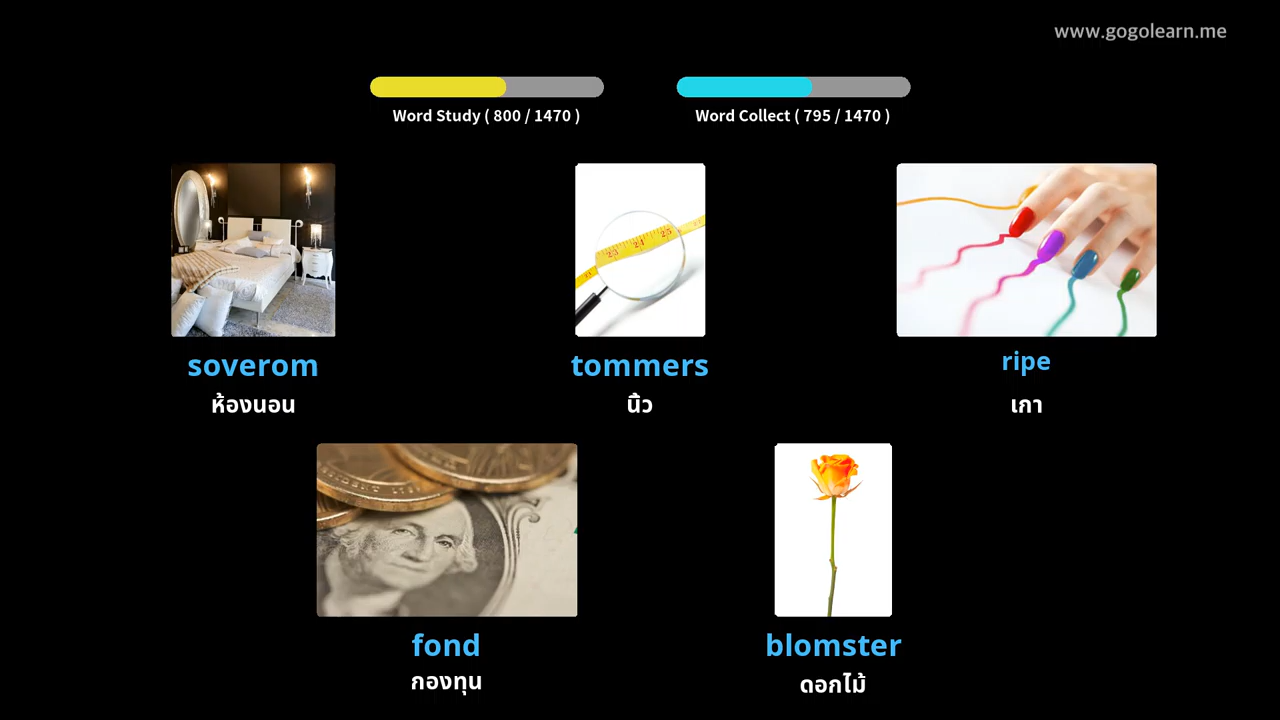 www.gogolearn.me
Word Study ( 800 / 1470 )
Word Collect ( 795 / 1470 )
soverom
tommers
ripe
ห้องนอน
นิ้ว
เกา
fond
blomster
กองทุน
ดอกไม้